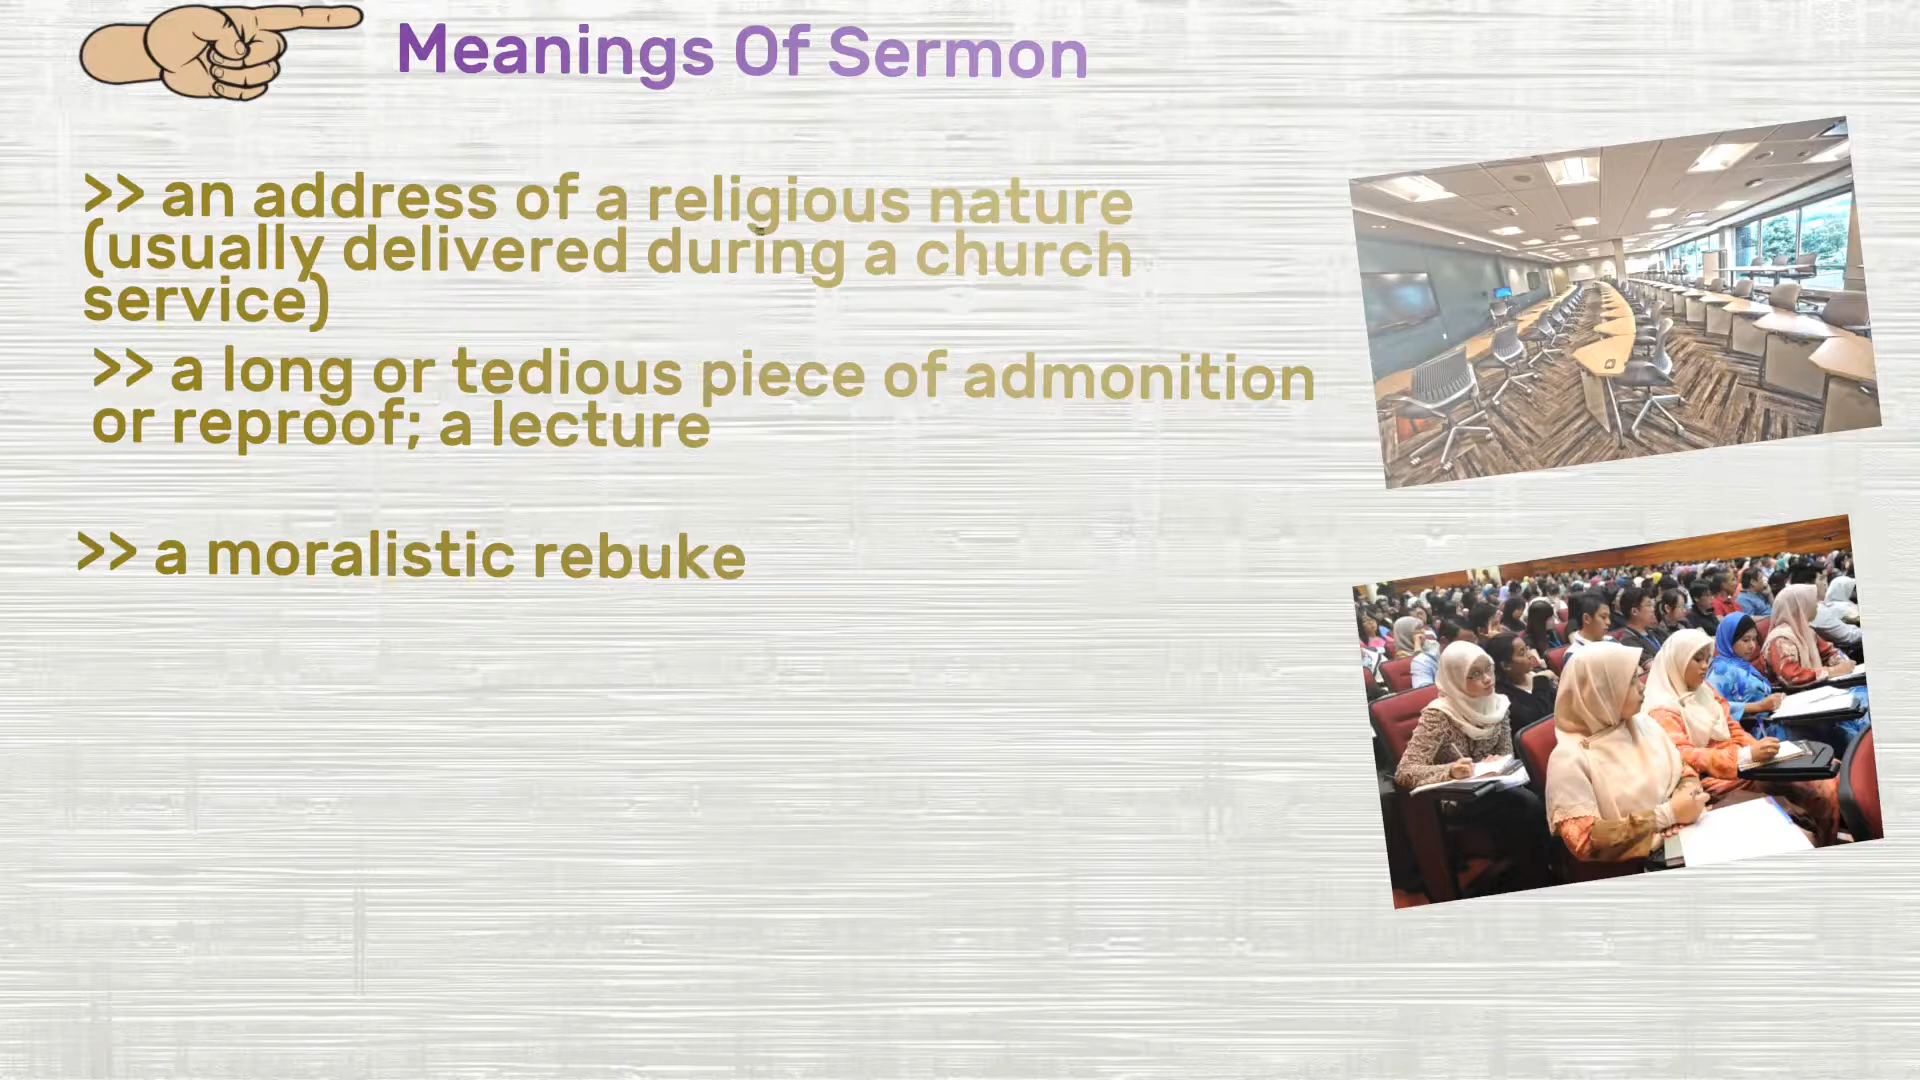 Meanings Of Sermon
>> an address of a religious nature
(usually delivered during a church
service)
>> a long or tedious piece of admonition
or reproof; a lecture
>> a moralistic rebuke